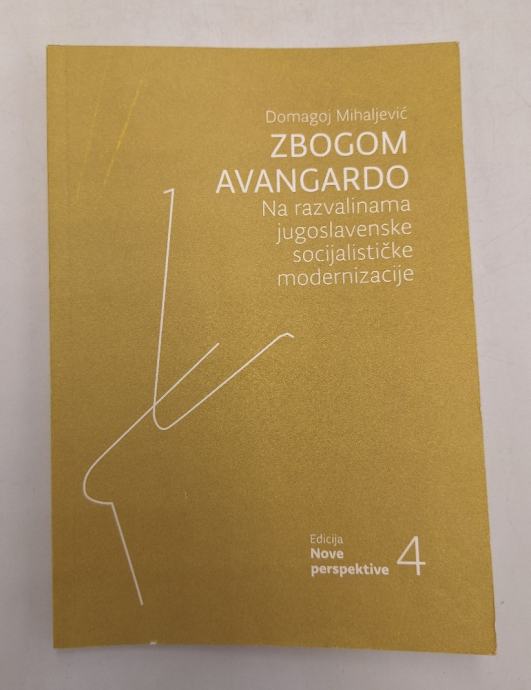 Domagoj Mihaljević
ZBOGOM
AVANGARDO
Na razvalinama
jugoslavenske
socijalističke
modernizacije
Edicija
Nove
perspektive 4